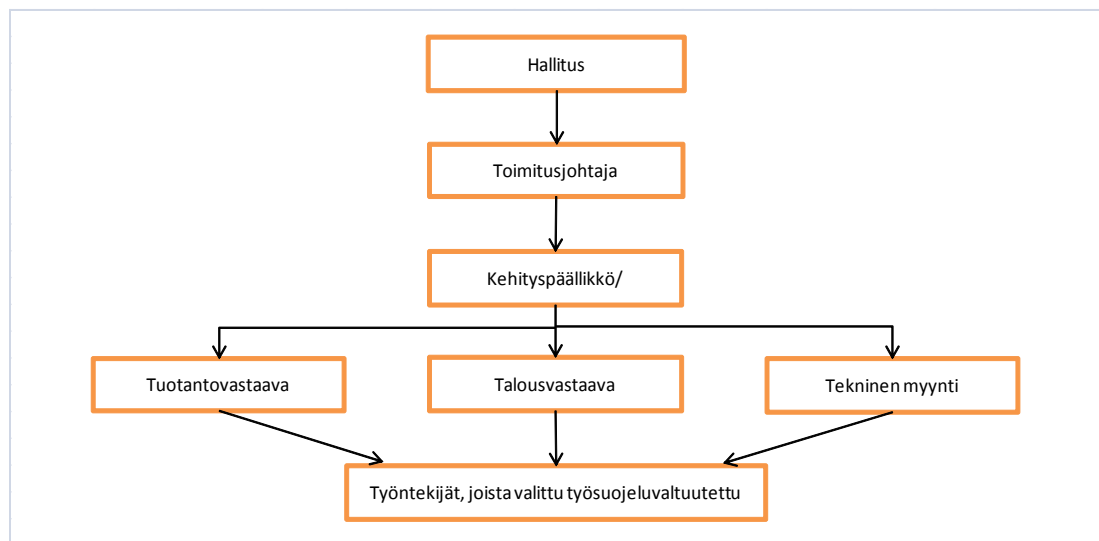 Hallitus
Toimitusjohtaja
Kehityspäällikkö/
Tuotantovastaava
Talousvastaava
Tekninen myynti
Työntekijät, joista valittu työsuojeluvaltuutettu